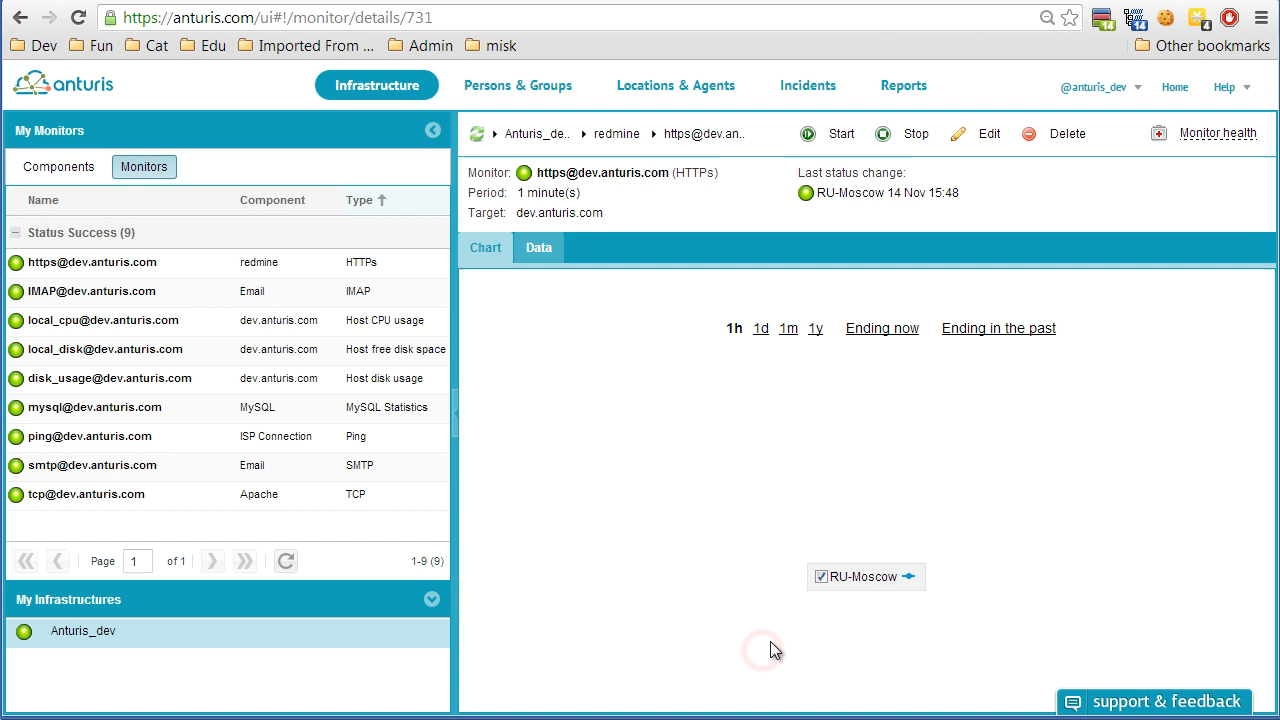 https://anturis.com/ui#!/monitor/details/731
14
14
4
Dev Fun Cat Edu Imported From ... Admin misk Other bookmarks
anturis Infrastructure Persons & Groups Locations & Agents Incidents Reports @anturis_dev Home Help
My Monitors
Anturis_de.. redmine https@dev.an.. Start Stop Edit Delete Monitor health
Components Monitors
Monitor: https@dev.anturis.com (HTTPs)
Period: 1 minute(s)
Target: dev.anturis.com
Last status change:
RU-Moscow 14 Nov 15:48
Name Component Type
Status Success (9)
https@dev.anturis.com redmine HTTPs
IMAP@dev.anturis.com Email IMAP
local_cpu@dev.anturis.com dev.anturis.com Host CPU usage
local_disk@dev.anturis.com dev.anturis.com Host free disk space
disk_usage@dev.anturis.com dev.anturis.com Host disk usage
mysql@dev.anturis.com MySQL MySQL Statistics
ping@dev.anturis.com ISP Connection Ping
smtp@dev.anturis.com Email SMTP
tcp@dev.anturis.com Apache TCP
Page 1 of 1 1-9 (9)
My Infrastructures
Anturis_dev
Chart Data
1h 1d 1m 1y Ending now Ending in the past
RU-Moscow
support & feedback